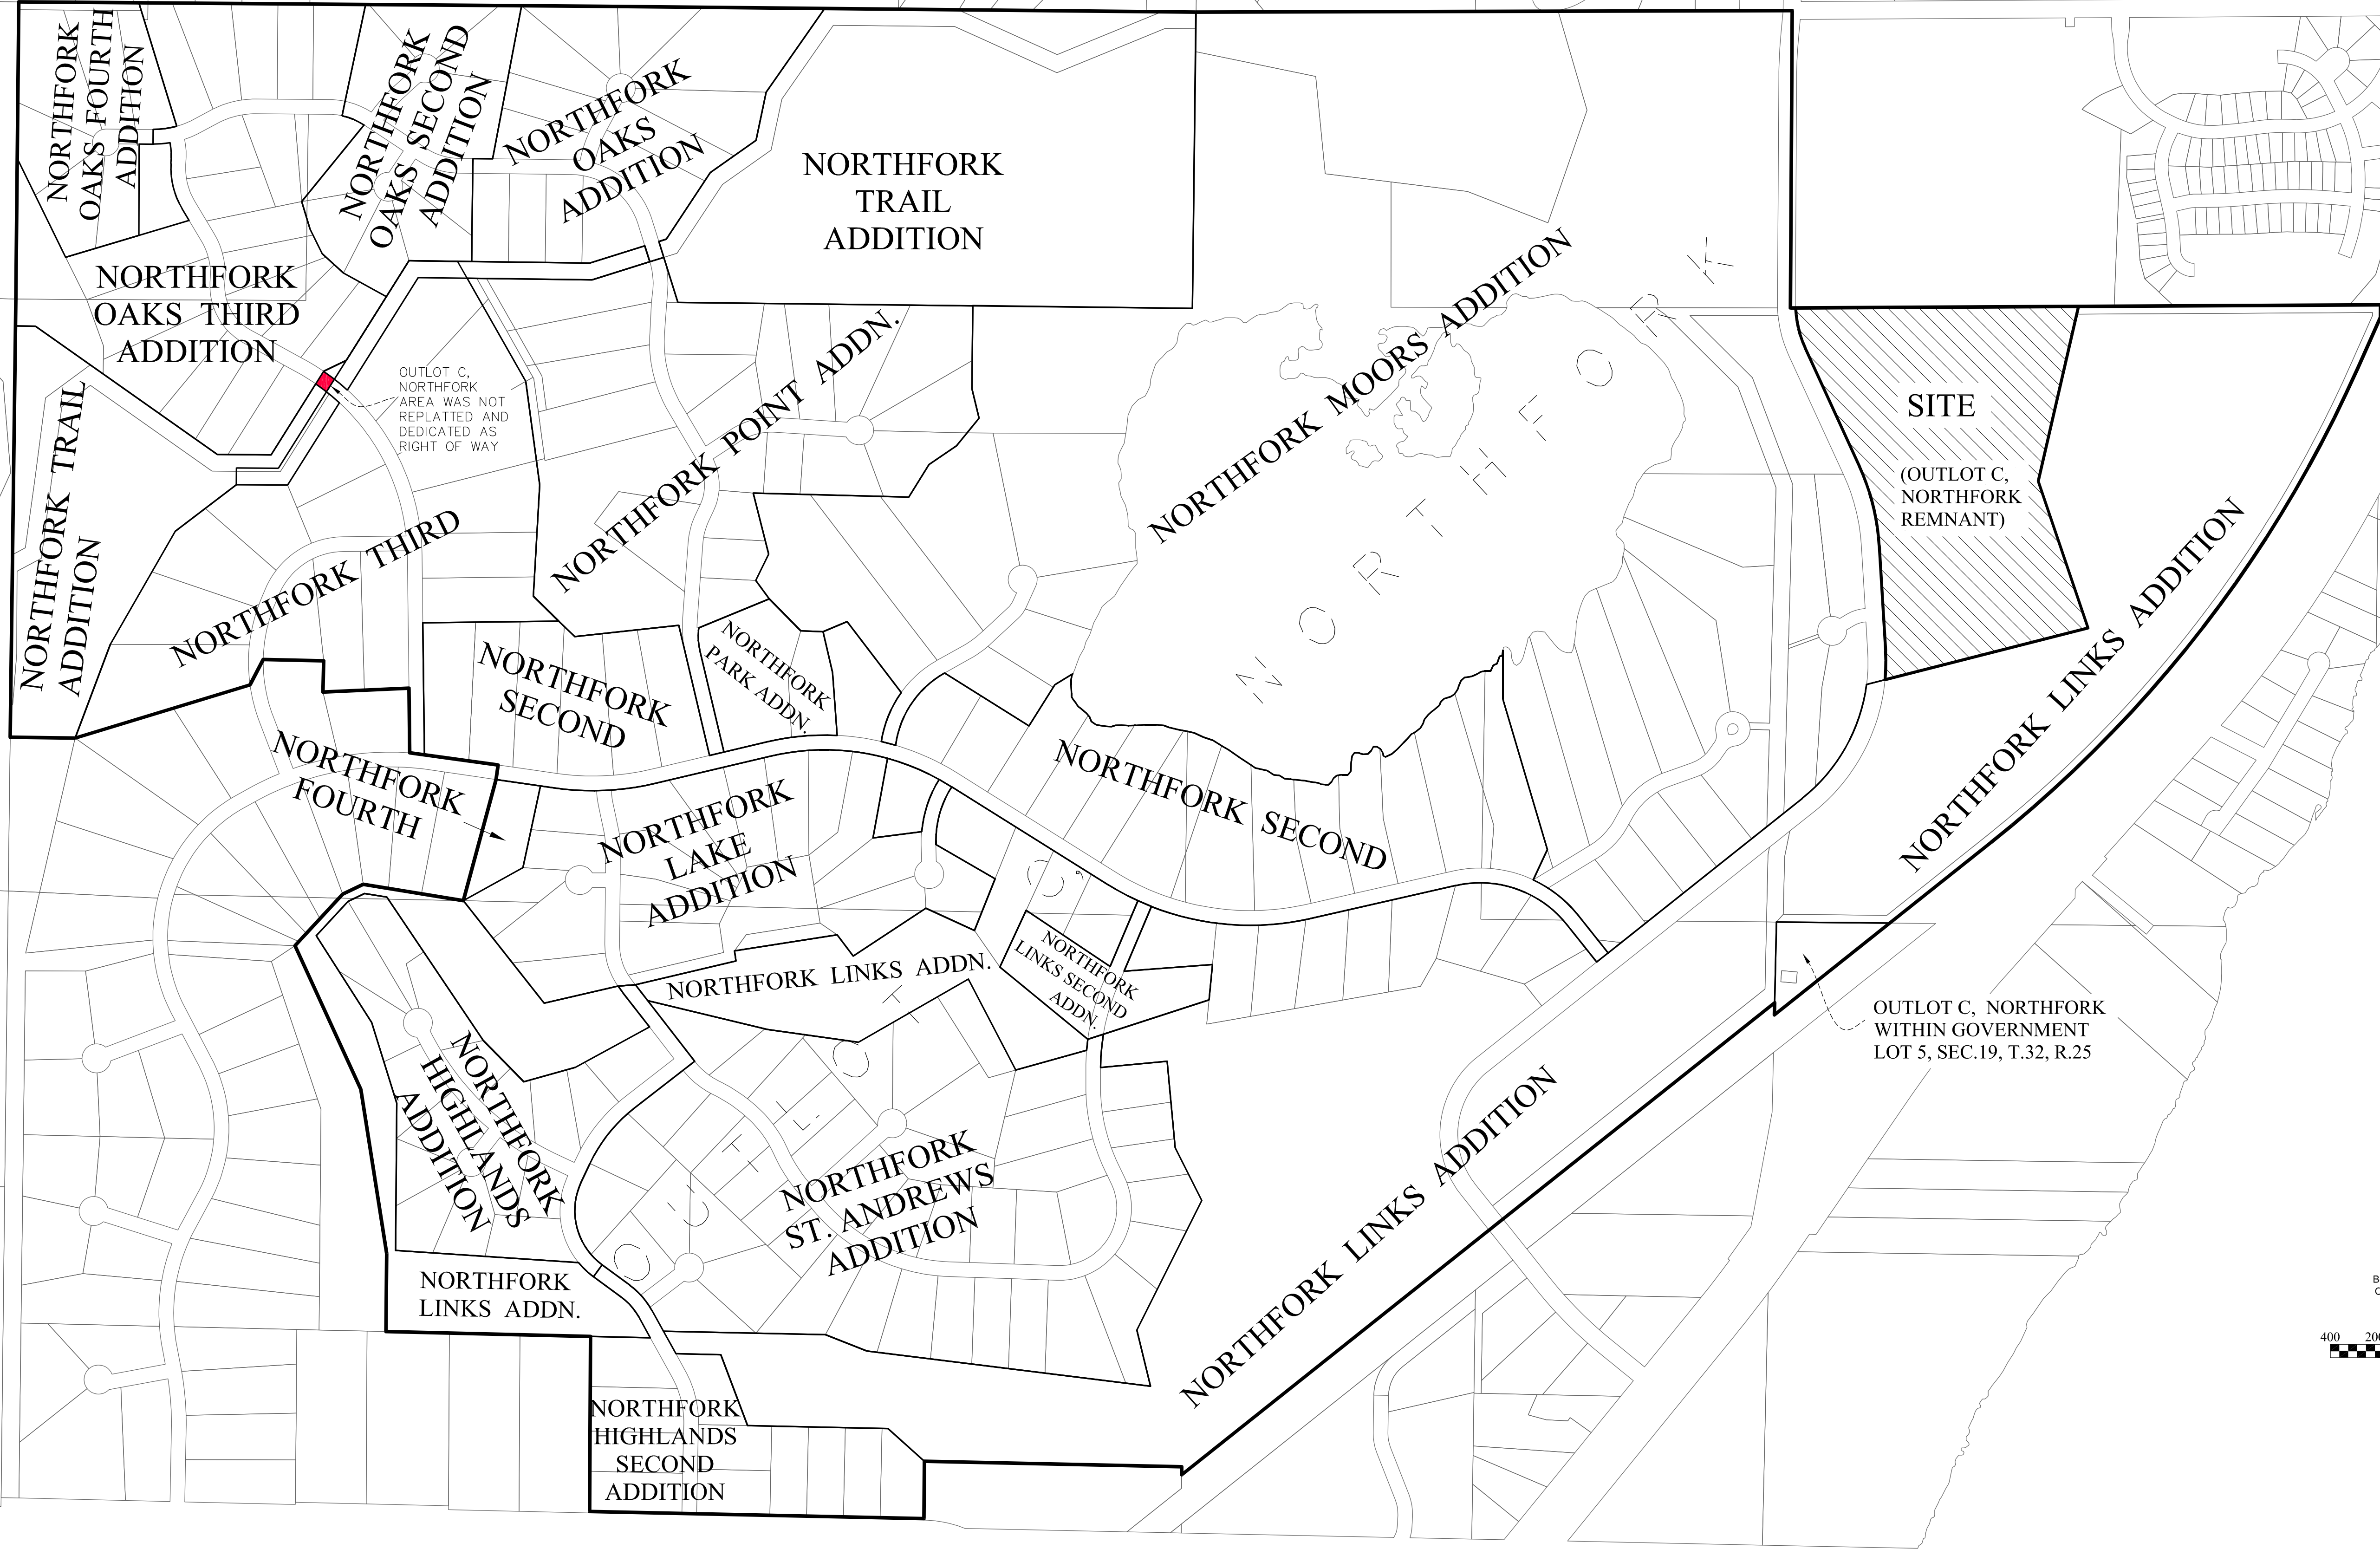 NORTHFORK
OAKS FOURTH
ADDITION
NORTHFORK
OAKS SECOND
ADDITION
NORTHFORK
OAKS
ADDITION
NORTHFORK
TRAIL
ADDITION
NORTHFORK
OAKS THIRD
ADDITION
OUTLOT C,
NORTHFORK
AREA WAS NOT
REPLATTED AND
DEDICATED AS
RIGHT OF WAY
NORTHFORK POINT ADDN.
NORTHFORK MOORS ADDITION
NORTHFORK
SITE
(OUTLOT C,
NORTHFORK
REMNANT)
NORTHFORK TRAIL
ADDITION
NORTHFORK THIRD
NORTHFORK
SECOND
NORTHFORK
PARK ADDN.
NORTHFORK LINKS ADDITION
NORTHFORK
FOURTH
NORTHFORK
LAKE
ADDITION
NORTHFORK SECOND
NORTHFORK LINKS ADDN.
NORTHFORK
LINKS SECOND
ADDN.
OUTLOT C, NORTHFORK
WITHIN GOVERNMENT
LOT 5, SEC.19, T.32, R.25
OUTLOT C,
NORTHFORK
HIGHLANDS
ADDITION
NORTHFORK
ST. ANDREWS
ADDITION
NORTHFORK LINKS ADDITION
NORTHFORK
LINKS ADDN.
NORTHFORK
HIGHLANDS
SECOND
ADDITION
400